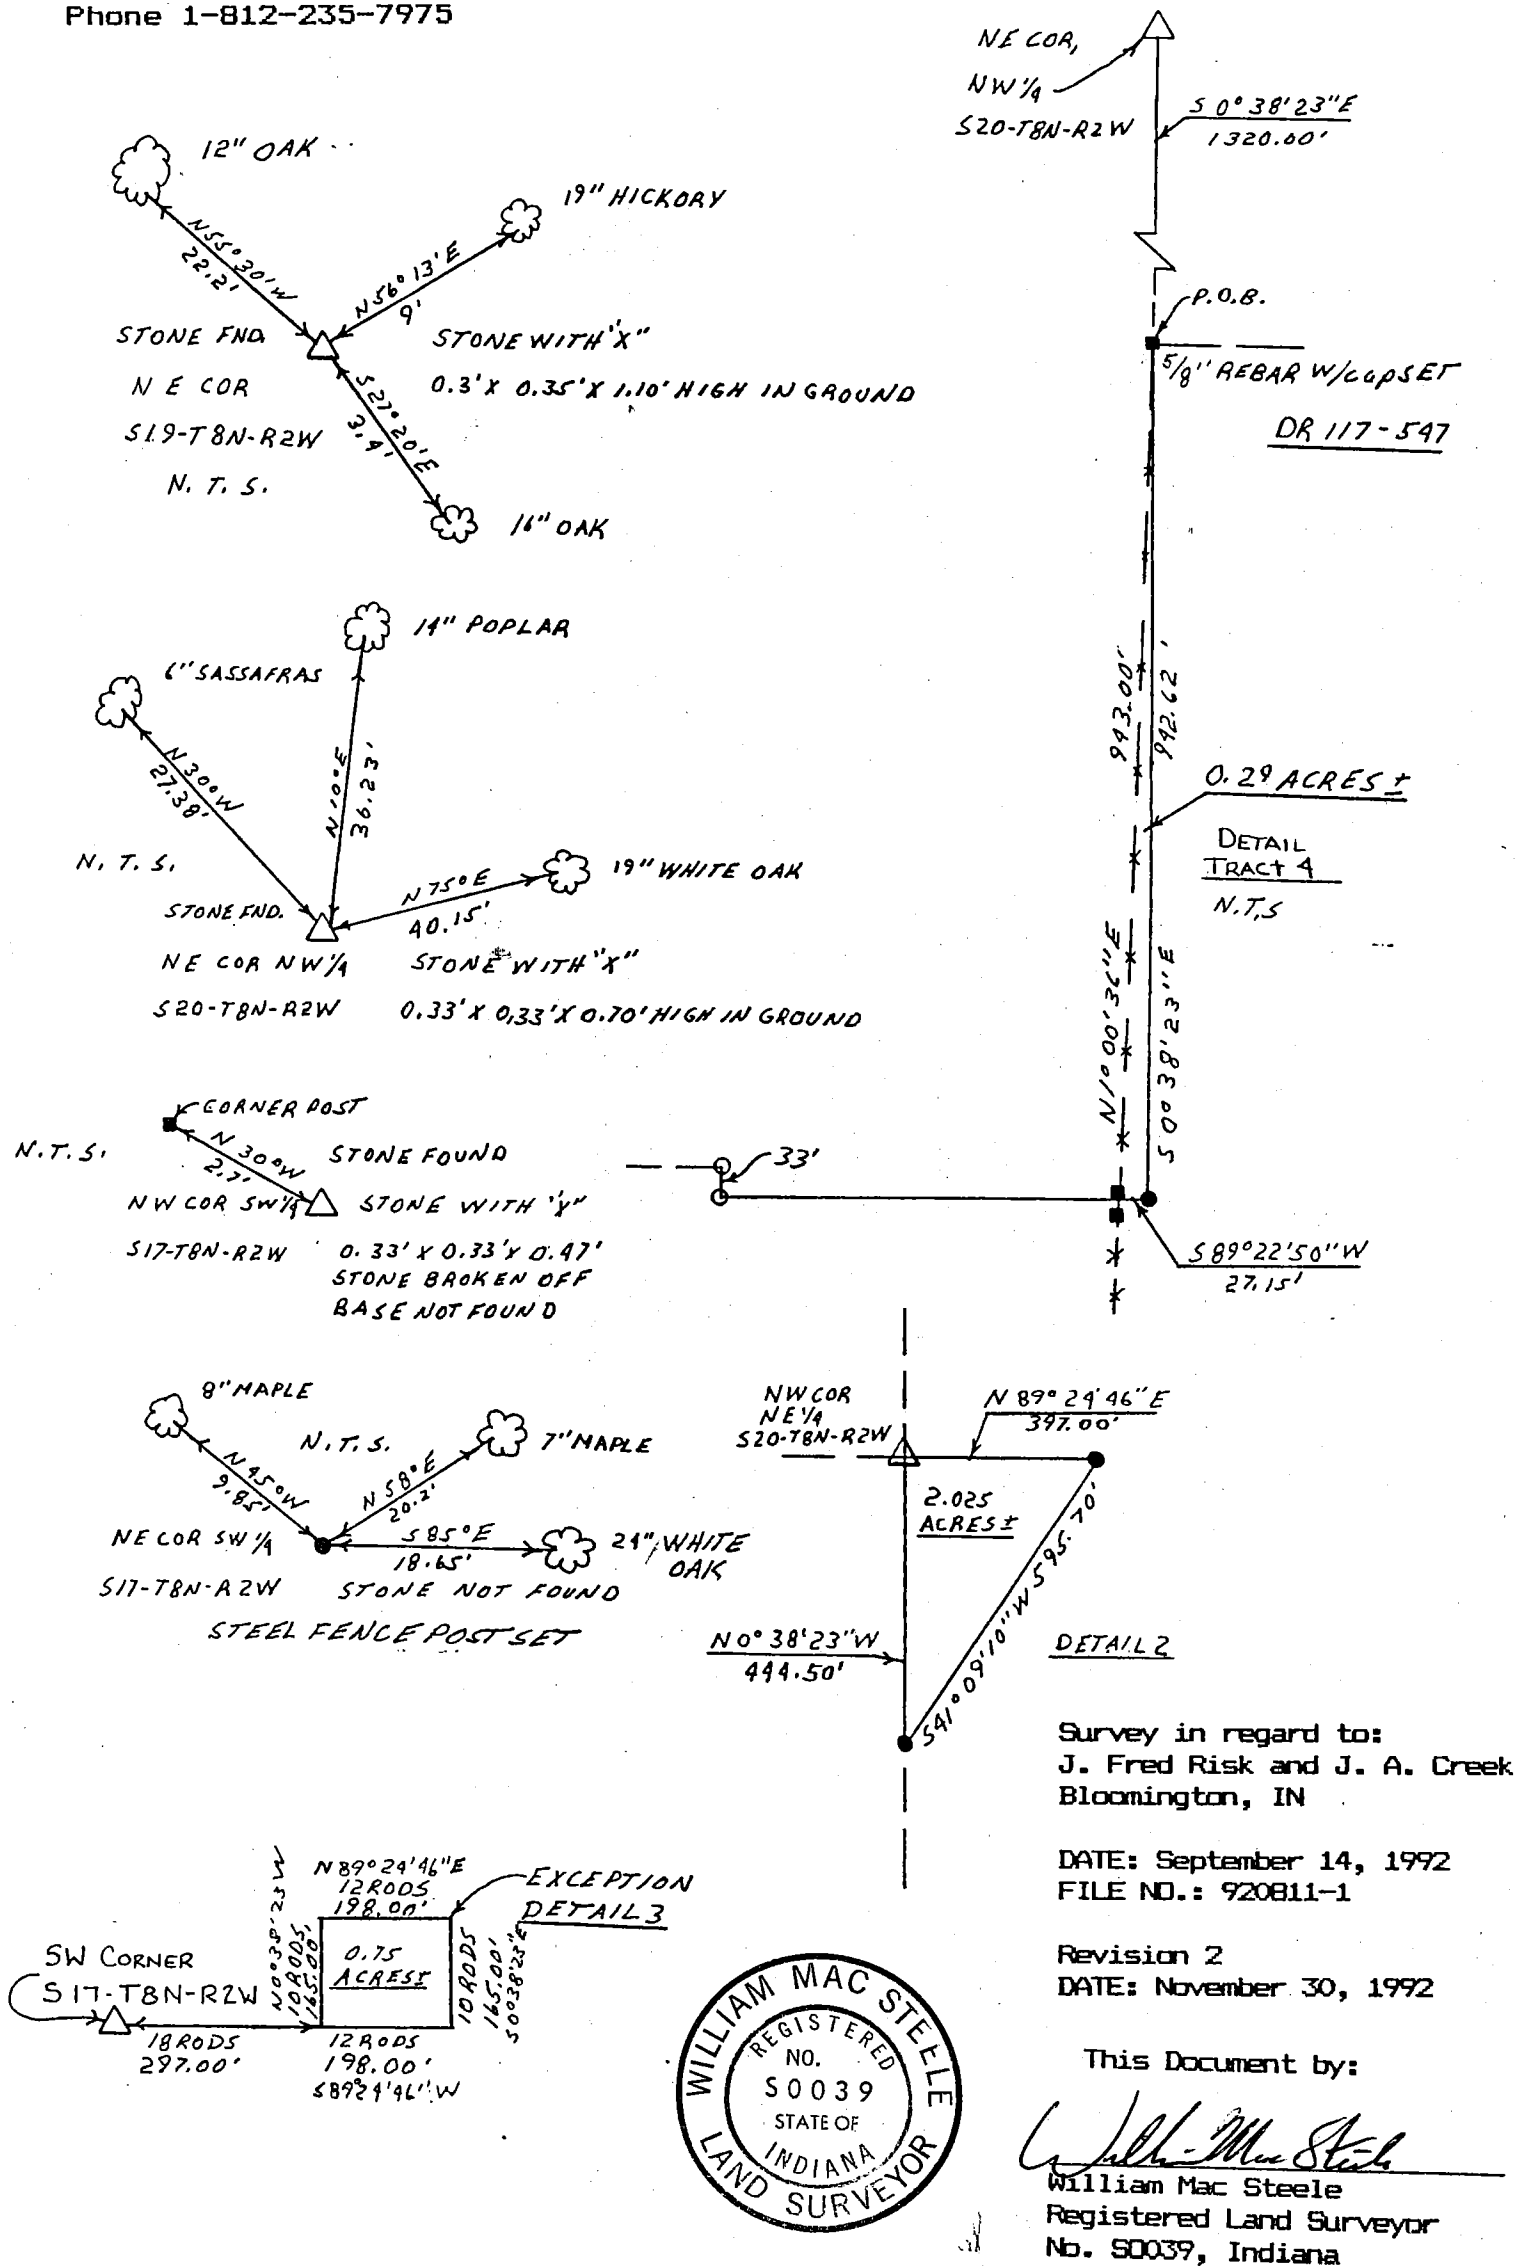 Phone 1-812-235-7975
NE COR,
NW 1/4
S20-T8N-R2W
S 0° 38' 23" E
1320.00'
12" OAK
19" HICKORY
N55° 30' W
22.2'
N56° 13' E
9'
STONE FND.
N E COR
S19-T8N-R2W
N. T. S.
STONE WITH "X"
0.3' X 0.35' X 1.10' HIGH IN GROUND
S27° 20' E
3.4'
16" OAK
P.O.B.
5/8" REBAR W/CAP SET
DR 117-547
14" POPLAR
6" SASSAFRAS
N 30° W
27.38'
N 10° E
36.23'
N. T. S.
N 75° E
40.15'
19" WHITE OAK
STONE FND.
NE COR NW 1/4
S20-T8N-R2W
STONE WITH "X"
0.33' X 0.33' X 0.70' HIGH IN GROUND
943.00'
942.62'
0.29 ACRES ±
DETAIL
TRACT 4
N.T.S
N 1° 00' 36" E
S 0° 38' 23" E
CORNER POST
N.T.S.
N 30° W
2.7'
STONE FOUND
NW COR SW 1/4
STONE WITH "X"
S17-T8N-R2W
0.33' X 0.33' X 0.47'
STONE BROKEN OFF
BASE NOT FOUND
33'
S 89° 22' 50" W
27.15'
8" MAPLE
N.T.S.
7" MAPLE
N 45° W
9.85'
N 58° E
20.2'
NE COR SW 1/4
S17-T8N-R2W
S 85° E
18.65'
24" WHITE
OAK
STONE NOT FOUND
STEEL FENCE POST SET
NW COR
NE 1/4
S20-T8N-R2W
N 89° 24' 46" E
397.00'
2.025
ACRES ±
S41° 09' 10" W 595.70'
N 0° 38' 23" W
444.50'
DETAIL 2
Survey in regard to:
J. Fred Risk and J. A. Creek
Bloomington, IN
DATE: September 14, 1992
FILE NO.: 920811-1
Revision 2
DATE: November 30, 1992
N 89° 24' 46" E
12 RODS
198.00'
EXCEPTION
DETAIL 3
N 0° 38' 23" W
10 RODS
165.00'
0.75
ACRES ±
10 RODS
165.00'
S 0° 38' 23" E
SW CORNER
S17-T8N-R2W
18 RODS
297.00'
12 RODS
198.00'
S 89° 24' 46" W
WILLIAM MAC STEELE
REGISTERED
NO.
S0039
STATE OF
INDIANA
LAND SURVEYOR
This Document by:
William Mac Steele
William Mac Steele
Registered Land Surveyor
No. S0039, Indiana